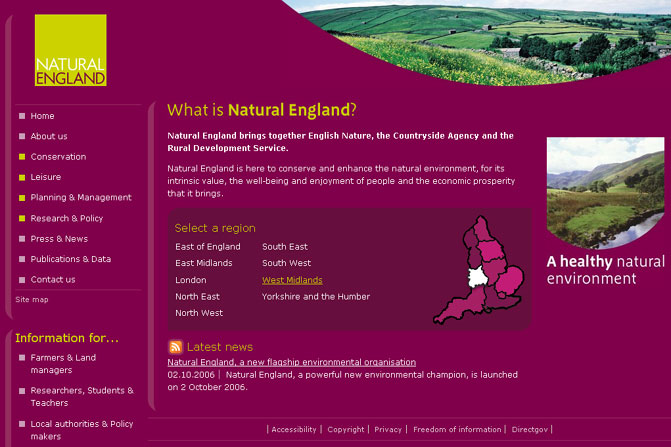 NATURAL
ENGLAND
Home
About us
Conservation
Leisure
Planning & Management
Research & Policy
Press & News
Publications & Data
Contact us
Site map
Information for...
Farmers & Land
managers
Researchers, Students &
Teachers
Local authorities & Policy
makers
What is Natural England?
Natural England brings together English Nature, the Countryside Agency and the
Rural Development Service.
Natural England is here to conserve and enhance the natural environment, for its
intrinsic value, the well-being and enjoyment of people and the economic prosperity
that it brings.
Select a region
East of England South East
East Midlands South West
London West Midlands
North East Yorkshire and the Humber
North West
Latest news
Natural England, a new flagship environmental organisation
02.10.2006 | Natural England, a powerful new environmental champion, is launched
on 2 October 2006.
A healthy natural
environment
| Accessibility | Copyright | Privacy | Freedom of information | Directgov |